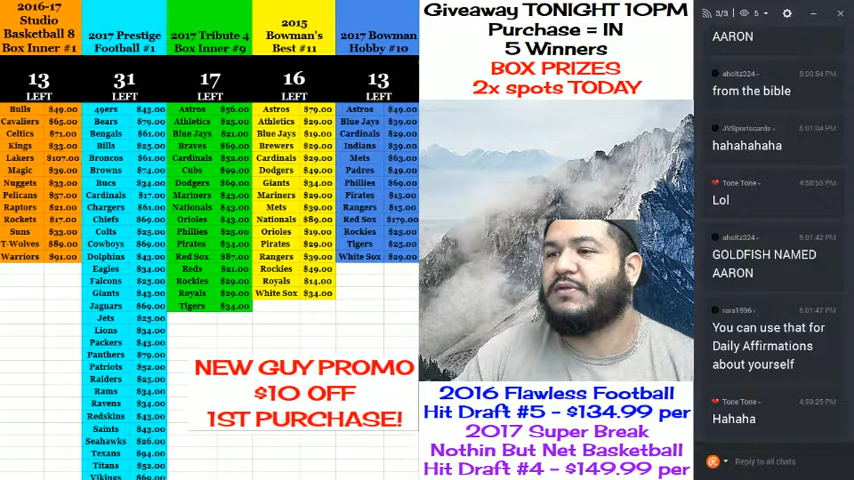 2016-17
Studio
Basketball 8
Box Inner #1
13
LEFT
Bulls $49.00
Cavaliers $65.00
Celtics $71.00
Kings $33.00
Lakers $107.00
Magic $39.00
Nuggets $33.00
Pelicans $57.00
Raptors $21.00
Rockets $17.00
Suns $33.00
T-Wolves $89.00
Warriors $91.00
2017 Prestige
Football #1
31
LEFT
49ers $43.00
Bears $79.00
Bengals $61.00
Bills $25.00
Broncos $61.00
Browns $74.00
Bucs $34.00
Cardinals $17.00
Chargers $61.00
Chiefs $69.00
Colts $25.00
Cowboys $69.00
Dolphins $43.00
Eagles $34.00
Falcons $25.00
Giants $43.00
Jaguars $69.00
Jets $25.00
Lions $34.00
Packers $43.00
Panthers $79.00
Patriots $52.00
Raiders $25.00
Rams $34.00
Ravens $43.00
Redskins $43.00
Saints $43.00
Seahawks $26.00
Texans $94.00
Titans $52.00
Vikings $69.00
2017 Tribute 4
Box Inner #9
17
LEFT
Astros $56.00
Athletics $25.00
Blue Jays $21.00
Braves $69.00
Cardinals $52.00
Cubs $99.00
Dodgers $69.00
Mariners $43.00
Nationals $43.00
Orioles $43.00
Phillies $25.00
Pirates $34.00
Red Sox $87.00
Reds $21.00
Rockies $29.00
Royals $29.00
Tigers $34.00
2015
Bowman's
Best #11
16
LEFT
Astros $79.00
Athletics $29.00
Blue Jays $19.00
Brewers $29.00
Cardinals $29.00
Dodgers $49.00
Giants $34.00
Mariners $29.00
Mets $39.00
Nationals $89.00
Orioles $19.00
Pirates $29.00
Rangers $39.00
Rockies $49.00
Royals $14.00
White Sox $34.00
2017 Bowman
Hobby #10
13
LEFT
Astros $49.00
Blue Jays $39.00
Cardinals $29.00
Indians $39.00
Mets $63.00
Padres $49.00
Phillies $69.00
Pirates $15.00
Rangers $15.00
Red Sox $179.00
Rockies $25.00
Tigers $25.00
White Sox $29.00
NEW GUY PROMO
$10 OFF
1ST PURCHASE!
Giveaway TONIGHT 10PM
Purchase = IN
5 Winners
BOX PRIZES
2x spots TODAY
2016 Flawless Football
Hit Draft #5 - $134.99 per
2017 Super Break
Nothin But Net Basketball
Hit Draft #4 - $149.99 per
3/3 5
AARON
aholtz324 5:00:54 PM
from the bible
JVSportscards 5:01:04 PM
hahahahaha
Tone Tone 4:58:55 PM
Lol
aholtz324 5:01:42 PM
GOLDFISH NAMED
AARON
rara1996 5:01:47 PM
You can use that for
Daily Affirmations
about yourself
Tone Tone 4:59:25 PM
Hahaha
Reply to all chats